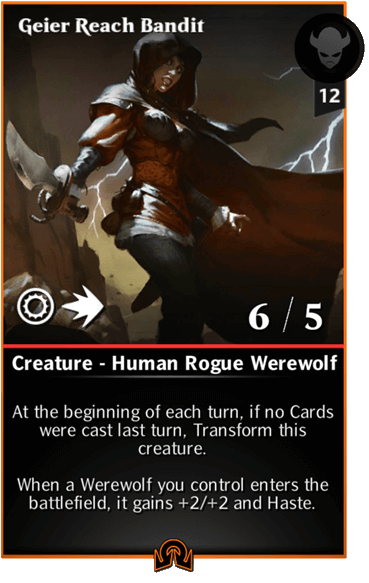 Geier Reach Bandit
12
6 / 5
Creature - Human Rogue Werewolf
At the beginning of each turn, if no Cards
were cast last turn, Transform this
creature.
When a Werewolf you control enters the
battlefield, it gains +2/+2 and Haste.